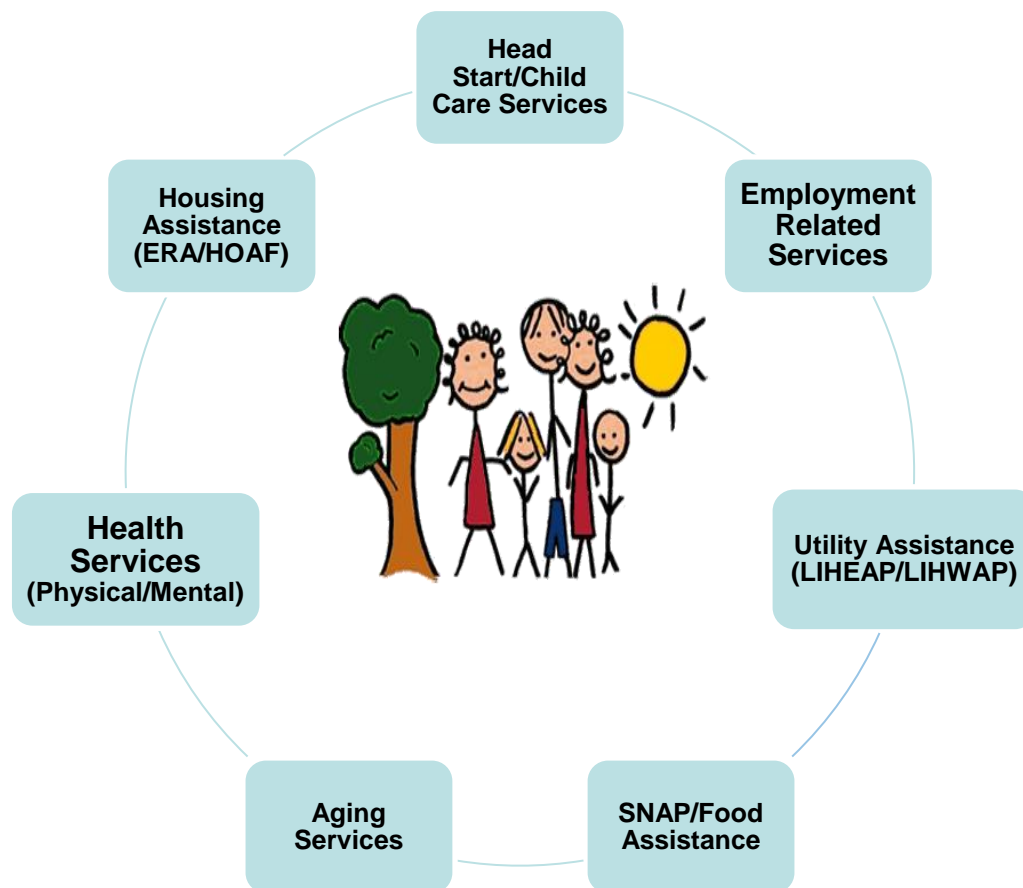 Head
Start/Child
Care Services
Employment
Related
Services
Utility Assistance
(LIHEAP/LIHWAP)
SNAP/Food
Assistance
Aging
Services
Health
Services
(Physical/Mental)
Housing
Assistance
(ERA/HOAF)